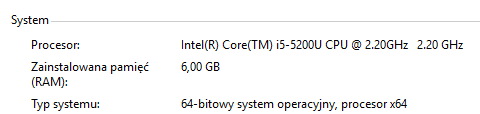 System
Procesor: Intel(R) Core(TM) i5-5200U CPU @ 2.20GHz 2.20 GHz
Zainstalowana pamięć 6,00 GB
(RAM):
Typ systemu: 64-bitowy system operacyjny, procesor x64